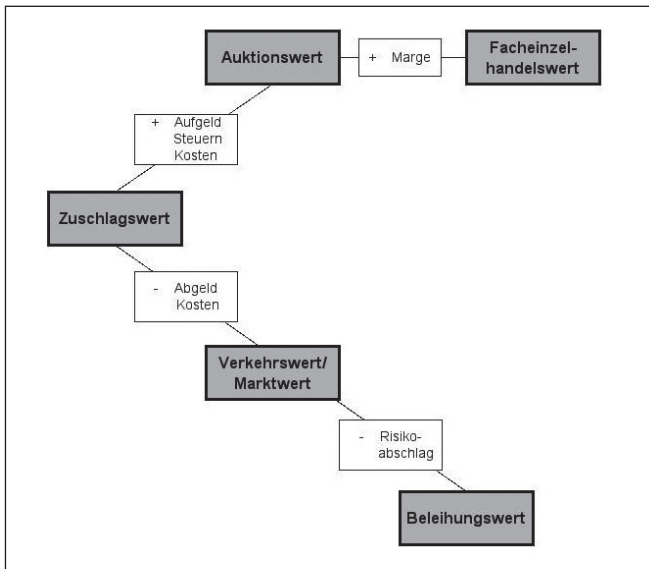 Auktionswert
+ Marge
Facheinzel-
handelswert
+ Aufgeld
Steuern
Kosten
Zuschlagswert
- Abgeld
Kosten
Verkehrswert/
Marktwert
- Risiko-
abschlag
Beleihungswert